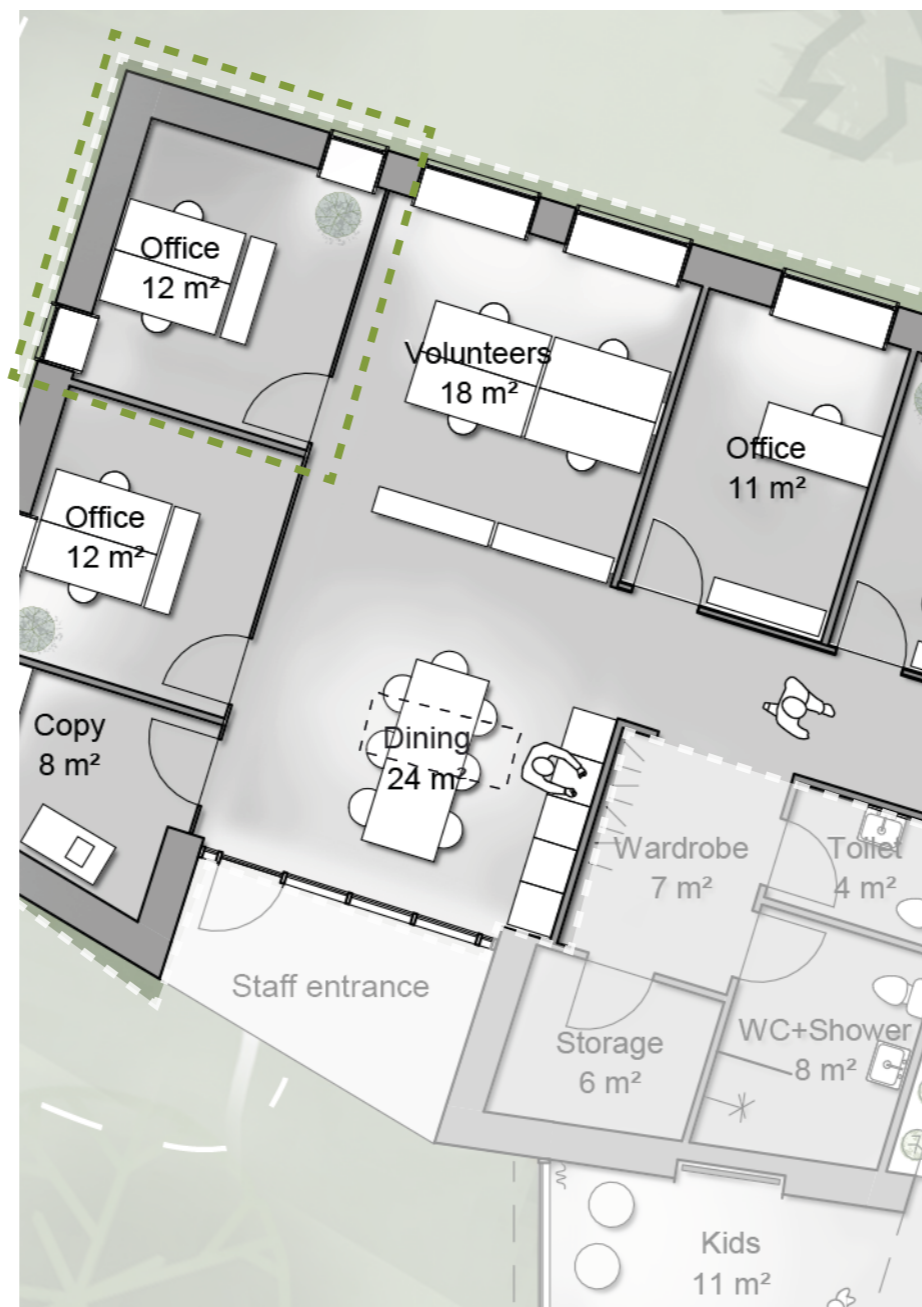 Office
12 m²
Volunteers
18 m²
Office
11 m²
Office
12 m²
Copy
8 m²
Dining
24 m²
Wardrobe
7 m²
Toilet
4 m²
Staff entrance
Storage
6 m²
WC+Shower
8 m²
Kids
11 m²